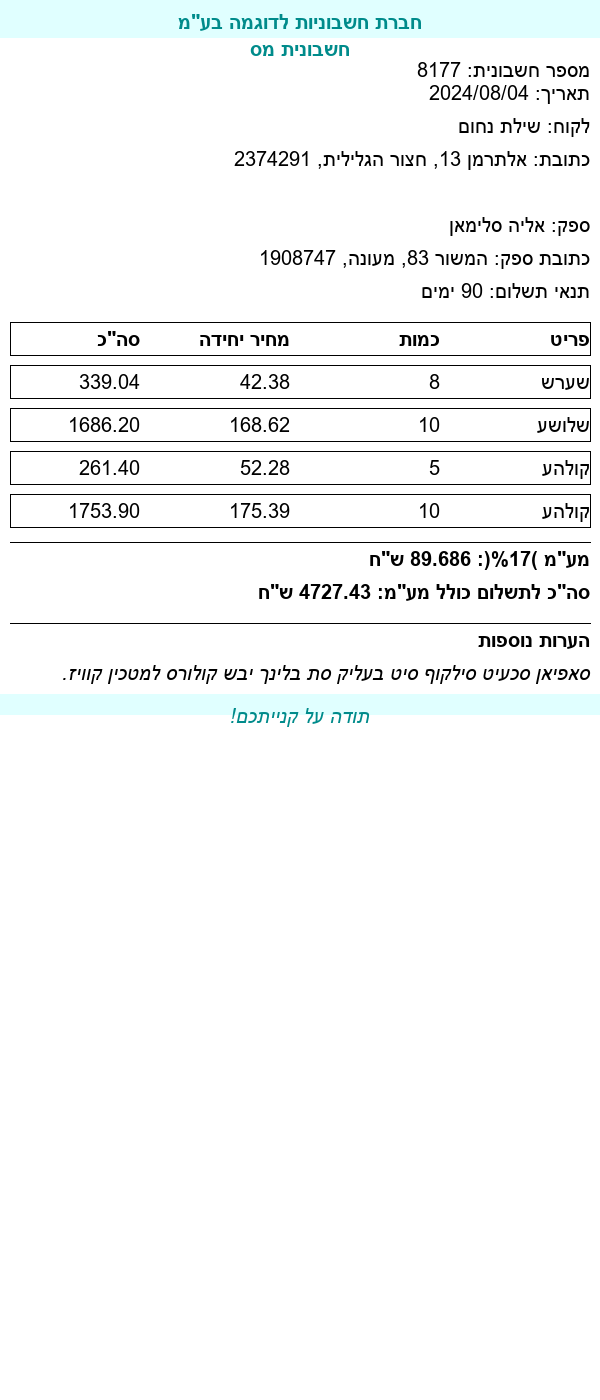 חברת חשבוניות לדוגמה בע"מ
חשבונית מס
מספר חשבונית: 8177
תאריך: 2024/08/04
לקוח: שילת נחום
כתובת: אלתרמן 13, חצור הגלילית, 2374291
ספק: אליה סלימאן
כתובת ספק: המשור 83, מעונה, 1908747
תנאי תשלום: 90 ימים
פריט כמות מחיר יחידה סה"כ
שערש 8 42.38 339.04
שלושע 10 168.62 1686.20
קולהע 5 52.28 261.40
קולהע 10 175.39 1753.90
מע"מ )17%(: 89.686 ש"ח
סה"כ לתשלום כולל מע"מ: 4727.43 ש"ח
הערות נוספות
סאפיאן סכעיט סילקוף סיט בעליק סת בלינך יבש קולורס למטכין קוויז.
תודה על קנייתכם!